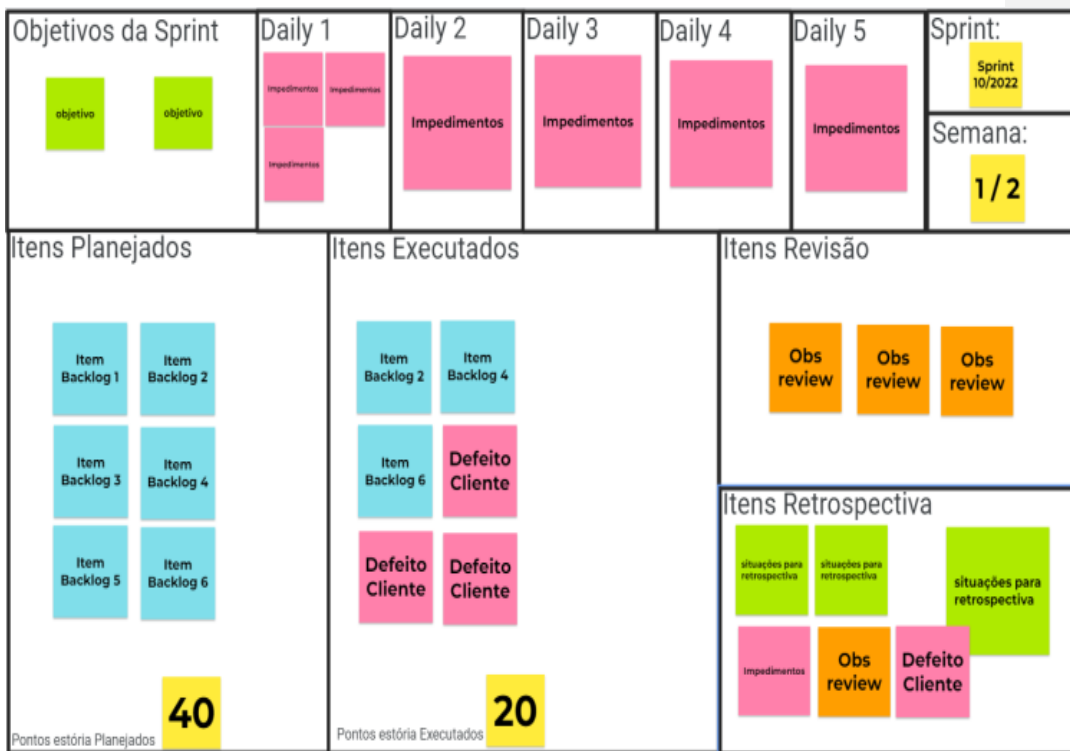 Objetivos da Sprint
objetivo
objetivo
Daily 1
Impedimentos
Impedimentos
Impedimentos
Daily 2
Impedimentos
Daily 3
Impedimentos
Daily 4
Impedimentos
Daily 5
Impedimentos
Sprint:
Sprint
10/2022
Semana:
1 / 2
Itens Planejados
Item
Backlog 1
Item
Backlog 2
Item
Backlog 3
Item
Backlog 4
Item
Backlog 5
Item
Backlog 6
Pontos estória Planejados
40
Itens Executados
Item
Backlog 2
Item
Backlog 4
Item
Backlog 6
Defeito
Cliente
Defeito
Cliente
Defeito
Cliente
Pontos estória Executados
20
Itens Revisão
Obs
review
Obs
review
Obs
review
Itens Retrospectiva
situações para
retrospectiva
situações para
retrospectiva
situações para
retrospectiva
Impedimentos
Obs
review
Defeito
Cliente